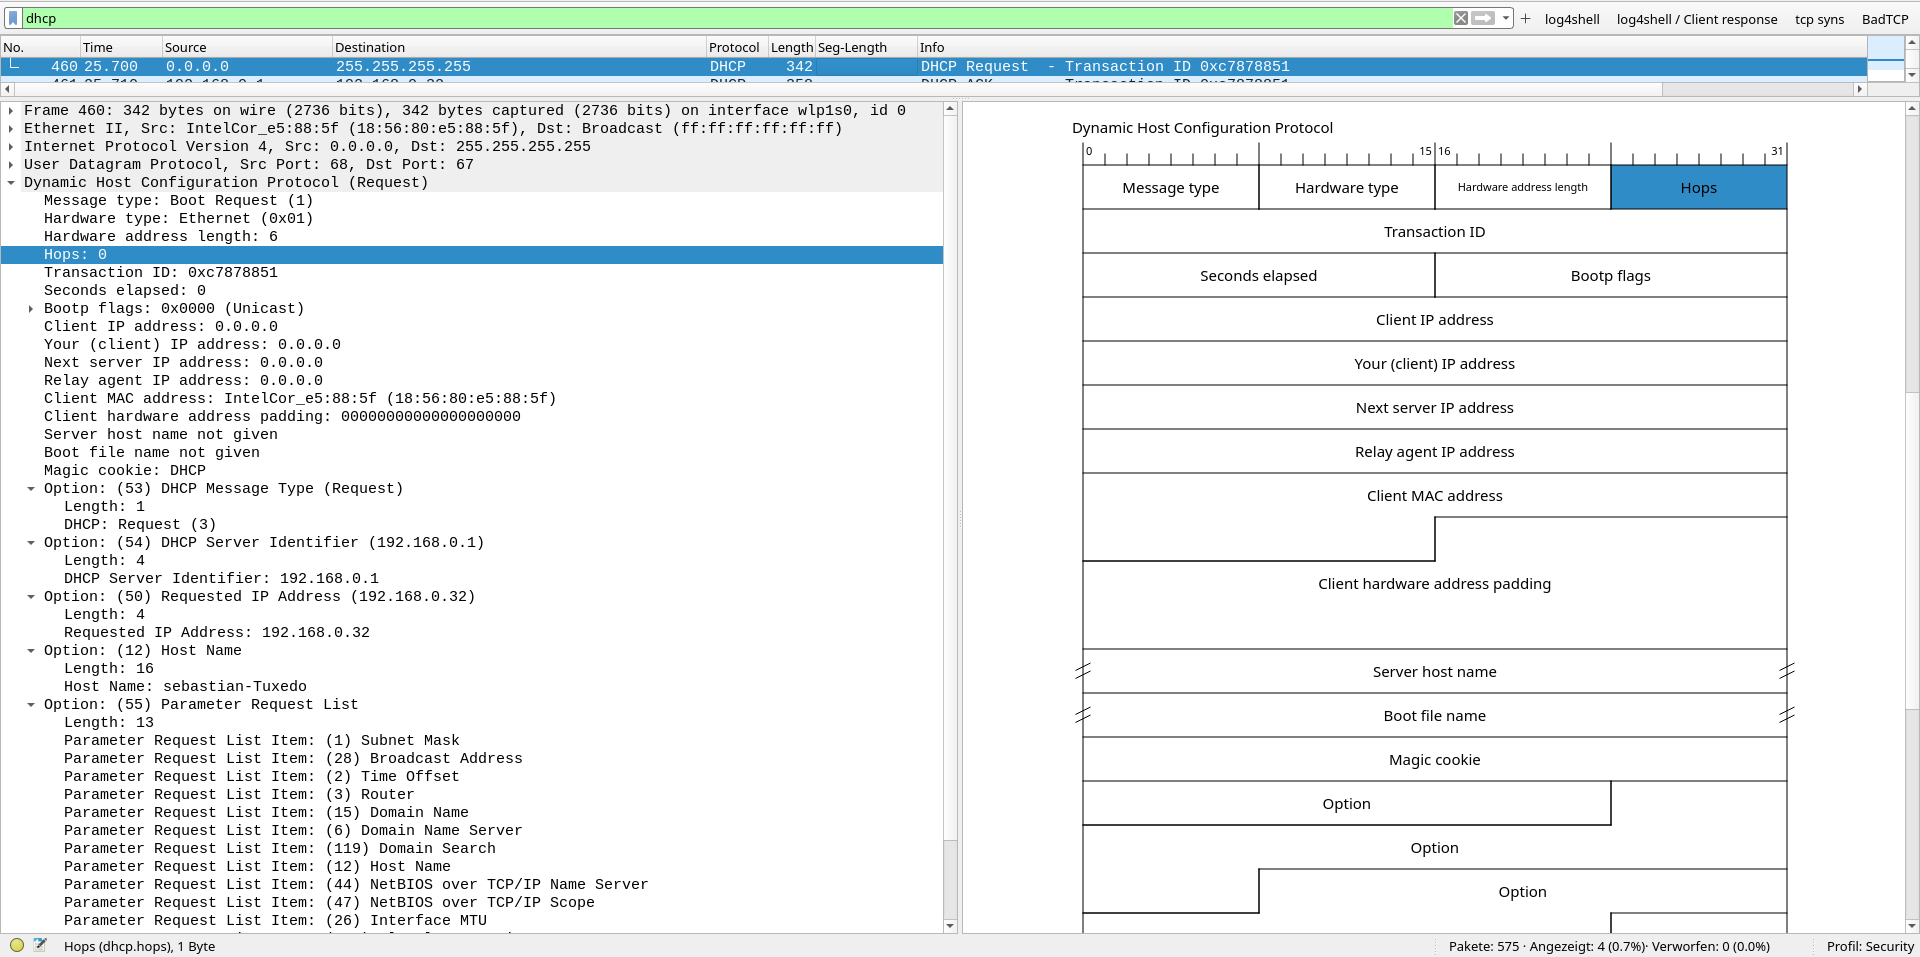 dhcp
log4shell log4shell / Client response tcp syns BadTCP
No. Time Source Destination Protocol Length Seg-Length Info
460 25.700 0.0.0.0 255.255.255.255 DHCP 342 DHCP Request - Transaction ID 0xc7878851
Frame 460: 342 bytes on wire (2736 bits), 342 bytes captured (2736 bits) on interface wlp1s0, id 0
Ethernet II, Src: IntelCor_e5:88:5f (18:56:80:e5:88:5f), Dst: Broadcast (ff:ff:ff:ff:ff:ff)
Internet Protocol Version 4, Src: 0.0.0.0, Dst: 255.255.255.255
User Datagram Protocol, Src Port: 68, Dst Port: 67
Dynamic Host Configuration Protocol (Request)
Message type: Boot Request (1)
Hardware type: Ethernet (0x01)
Hardware address length: 6
Hops: 0
Transaction ID: 0xc7878851
Seconds elapsed: 0
Bootp flags: 0x0000 (Unicast)
Client IP address: 0.0.0.0
Your (client) IP address: 0.0.0.0
Next server IP address: 0.0.0.0
Relay agent IP address: 0.0.0.0
Client MAC address: IntelCor_e5:88:5f (18:56:80:e5:88:5f)
Client hardware address padding: 00000000000000000000
Server host name not given
Boot file name not given
Magic cookie: DHCP
Option: (53) DHCP Message Type (Request)
Length: 1
DHCP: Request (3)
Option: (54) DHCP Server Identifier (192.168.0.1)
Length: 4
DHCP Server Identifier: 192.168.0.1
Option: (50) Requested IP Address (192.168.0.32)
Length: 4
Requested IP Address: 192.168.0.32
Option: (12) Host Name
Length: 16
Host Name: sebastian-Tuxedo
Option: (55) Parameter Request List
Length: 13
Parameter Request List Item: (1) Subnet Mask
Parameter Request List Item: (28) Broadcast Address
Parameter Request List Item: (2) Time Offset
Parameter Request List Item: (3) Router
Parameter Request List Item: (15) Domain Name
Parameter Request List Item: (6) Domain Name Server
Parameter Request List Item: (119) Domain Search
Parameter Request List Item: (12) Host Name
Parameter Request List Item: (44) NetBIOS over TCP/IP Name Server
Parameter Request List Item: (47) NetBIOS over TCP/IP Scope
Parameter Request List Item: (26) Interface MTU
Dynamic Host Configuration Protocol
0 15 16 31
Message type Hardware type Hardware address length Hops
Transaction ID
Seconds elapsed Bootp flags
Client IP address
Your (client) IP address
Next server IP address
Relay agent IP address
Client MAC address
Client hardware address padding
Server host name
Boot file name
Magic cookie
Option
Option
Option
Hops (dhcp.hops), 1 Byte
Pakete: 575 · Angezeigt: 4 (0.7%)· Verworfen: 0 (0.0%)
Profil: Security